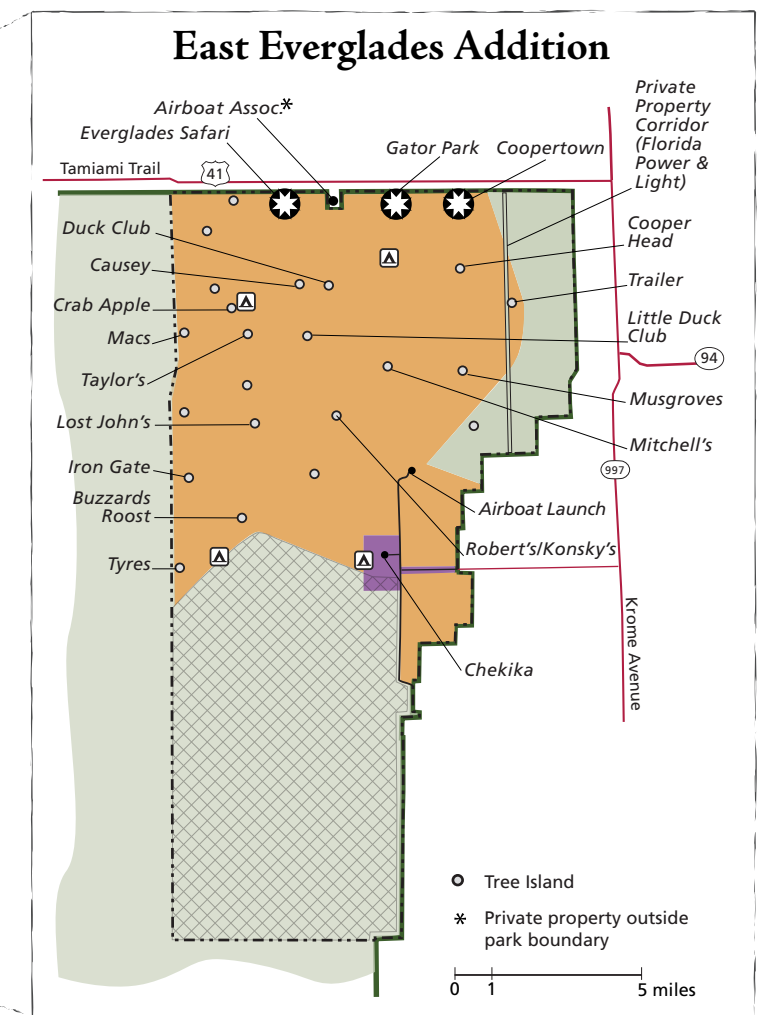 East Everglades Addition
Private
Property
Corridor
(Florida
Power &
Light)
Airboat Assoc.*
Everglades Safari
Gator Park
Coopertown
Tamiami Trail
41
Duck Club
Cooper
Head
Causey
Trailer
Crab Apple
Little Duck
Club
Macs
94
Taylor's
Musgroves
Lost John's
Mitchell's
Iron Gate
997
Buzzards
Roost
Airboat Launch
Robert's/Konsky's
Tyres
Krome Avenue
Chekika
Tree Island
* Private property outside
park boundary
0 1 5 miles